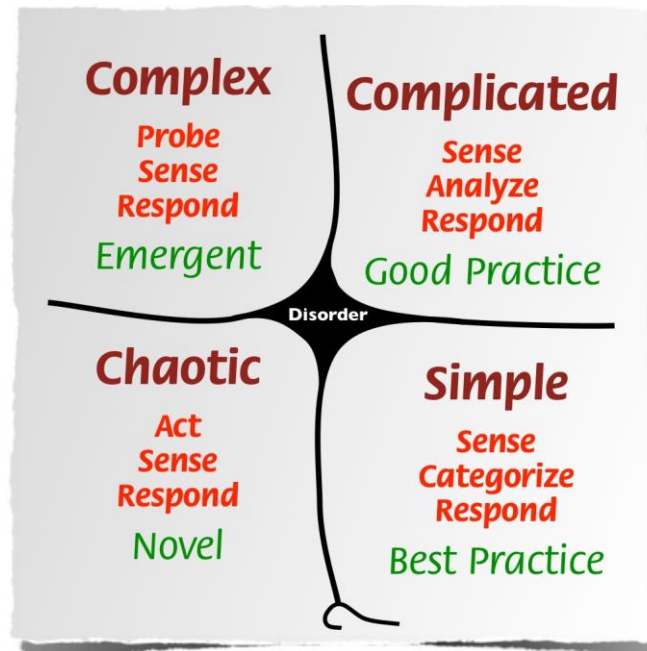 Complex
Probe
Sense
Respond
Emergent
Complicated
Sense
Analyze
Respond
Good Practice
Disorder
Chaotic
Act
Sense
Respond
Novel
Simple
Sense
Categorize
Respond
Best Practice